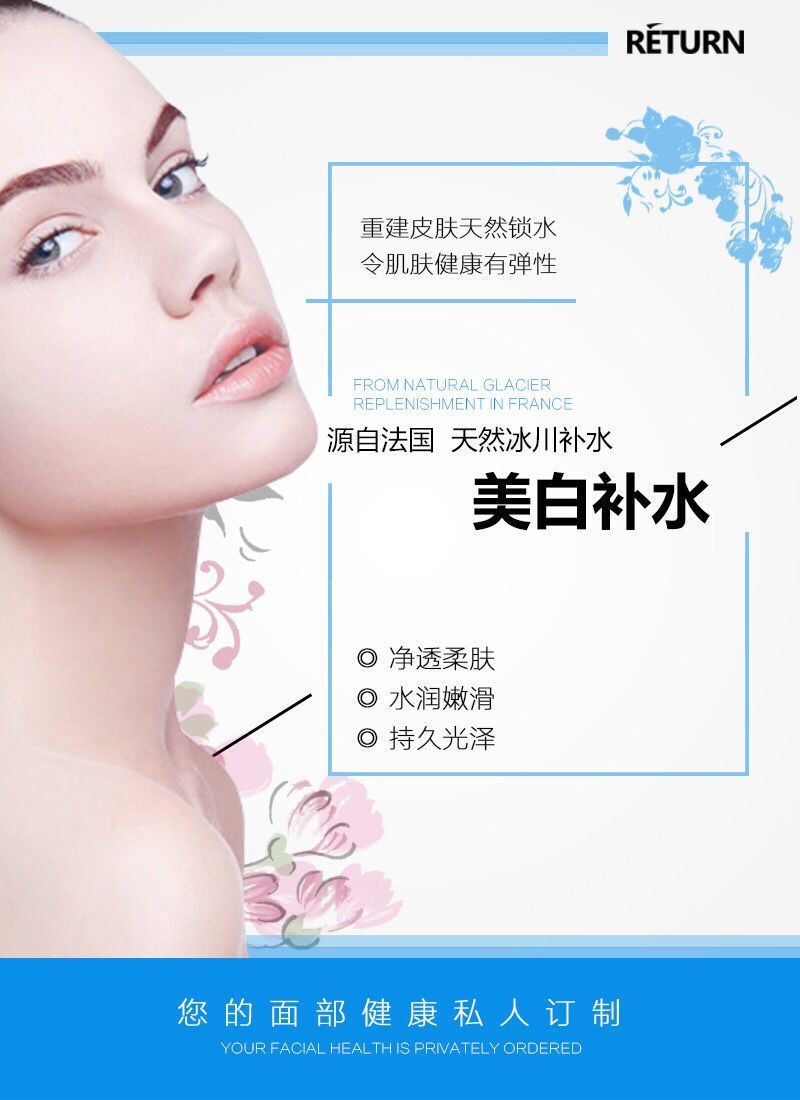 RETURN
重建皮肤天然锁水
令肌肤健康有弹性
FROM NATURAL GLACIER
REPLENISHMENT IN FRANCE
源自法国 天然冰川补水
美白补水
◎ 净透柔肤
◎ 水润嫩滑
◎ 持久光泽
您的面部健康私人订制
YOUR FACIAL HEALTH IS PRIVATELY ORDERED